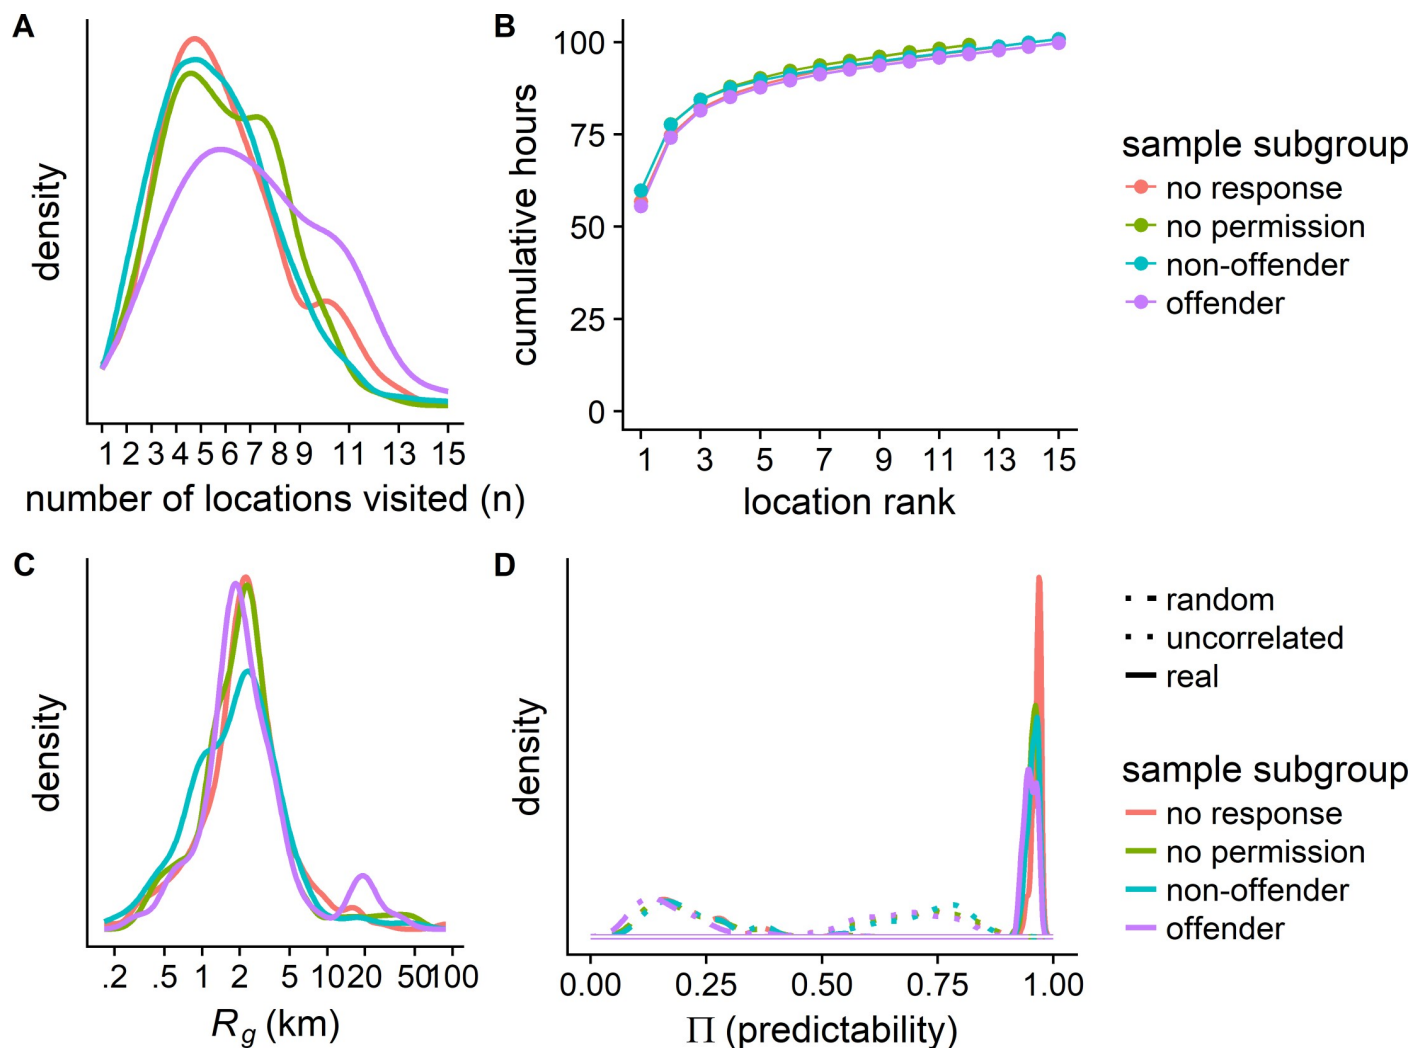 A
density
1 2 3 4 5 6 7 8 9 11 13 15
number of locations visited (n)
B
cumulative hours
100
75
50
25
0
1 3 5 7 9 11 13 15
location rank
sample subgroup
no response
no permission
non-offender
offender
C
density
.2 .5 1 2 5 10 20 50 100
Rg (km)
D
density
0.00 0.25 0.50 0.75 1.00
Π (predictability)
random
uncorrelated
real
sample subgroup
no response
no permission
non-offender
offender